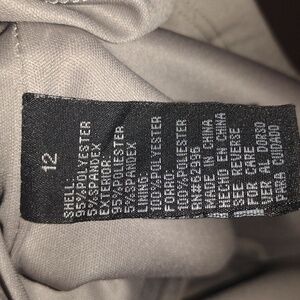 12
SHELL:
95%POLYESTER
5%SPANDEX
EXTERIOR:
95%POLIESTER
5%SPANDEX
LINING:
100%POLYESTER
FORRO:
100%POLIESTER
RN#52996
MADE IN CHINA
HECHO EN CHINA
SEE REVERSE
FOR CARE
VER AL DORSO
PARA CUIDADO